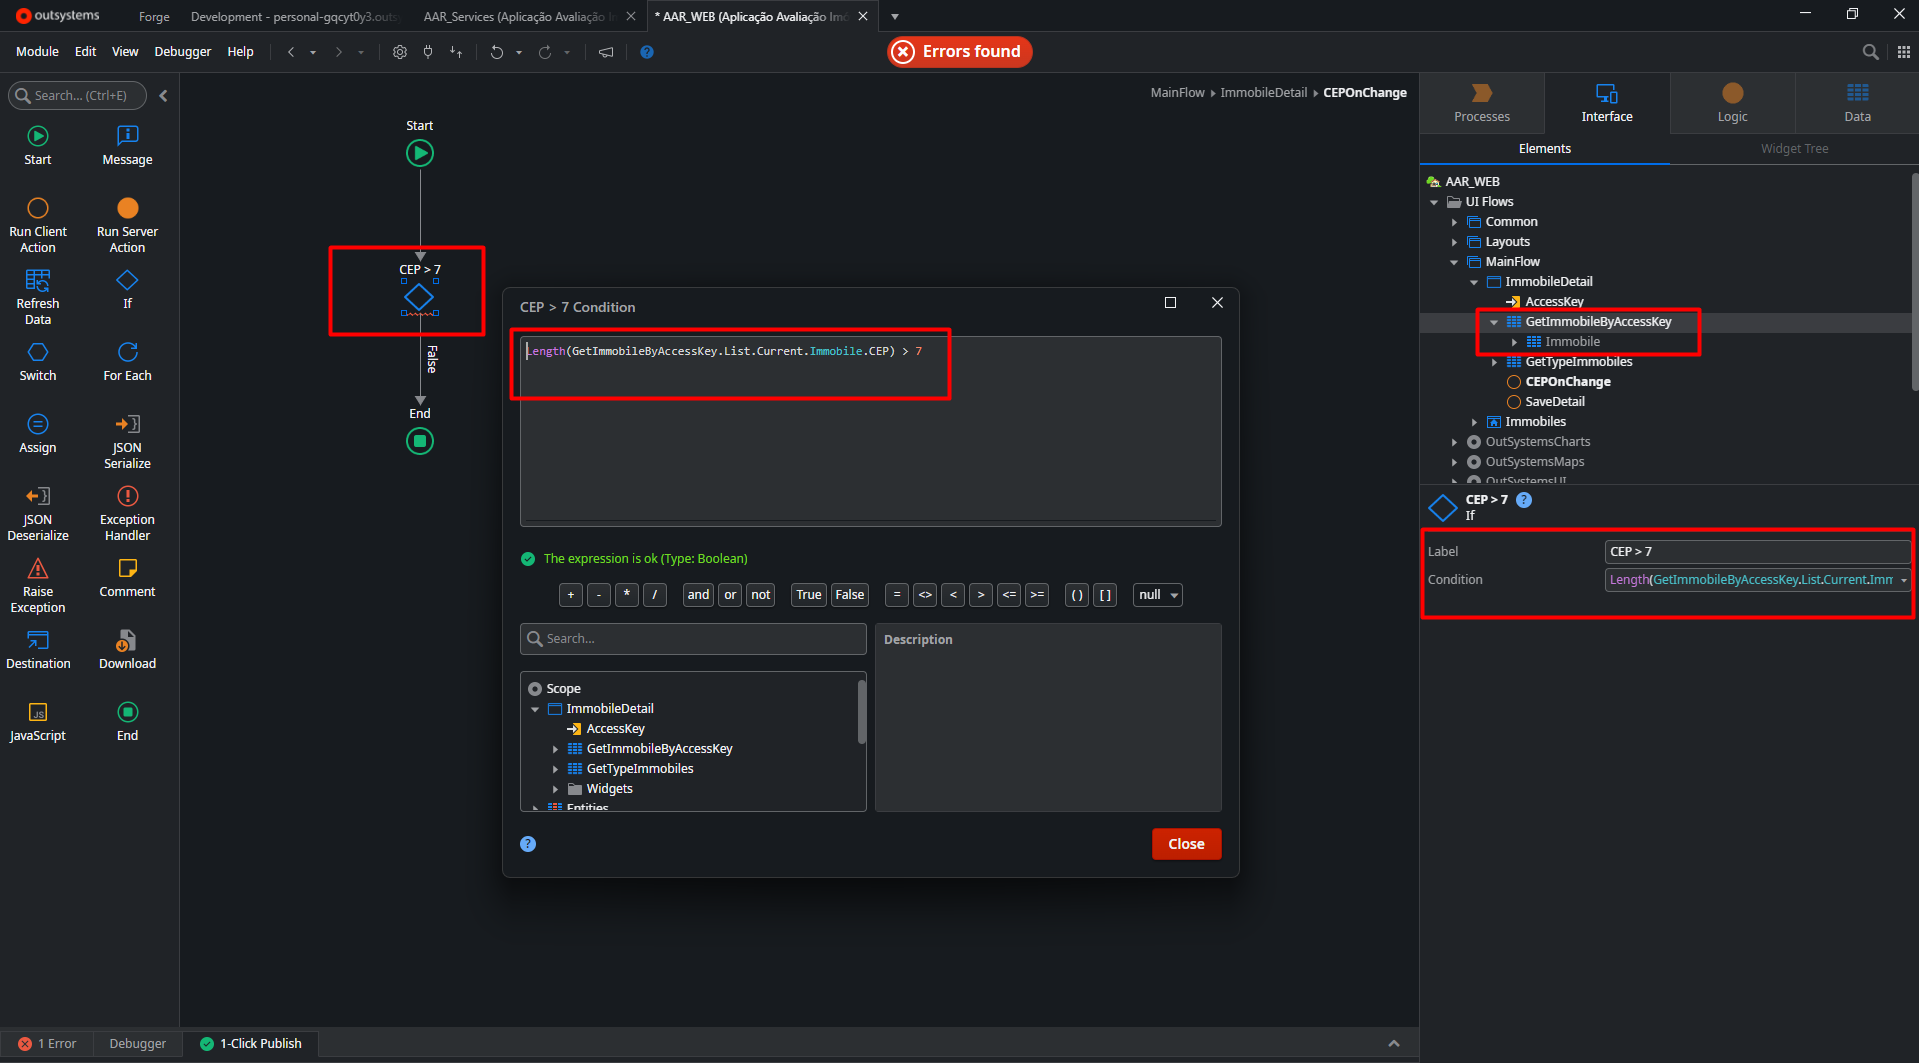 outsystems
Forge
Development - personal-gqcyt0y3.outs
AAR_Services (Aplicação Avaliação In
* AAR_WEB (Aplicação Avaliação Imó
Module Edit View Debugger Help
Errors found
Search... (Ctrl+E)
Start
Message
Run Client
Action
Run Server
Action
Refresh
Data
If
Switch
For Each
Assign
JSON
Serialize
JSON
Deserialize
Exception
Handler
Raise
Exception
Comment
Destination
Download
JavaScript
End
MainFlow ImmobileDetail CEPOnChange
Start
CEP > 7
False
End
CEP > 7 Condition
Length(GetImmobileByAccessKey.List.Current.Immobile.CEP) > 7
The expression is ok (Type: Boolean)
+ - * / and or not True False = <> < > <= >= ( ) [ ] null
Search...
Description
Scope
ImmobileDetail
AccessKey
GetImmobileByAccessKey
GetTypeImmobiles
Widgets
Entities
Close
Processes
Interface
Logic
Data
Elements
Widget Tree
AAR_WEB
UI Flows
Common
Layouts
MainFlow
ImmobileDetail
AccessKey
GetImmobileByAccessKey
Immobile
GetTypeImmobiles
CEPOnChange
SaveDetail
Immobiles
OutSystemsCharts
OutSystemsMaps
OutSystemsUI
CEP > 7
If
Label CEP > 7
Condition Length(GetImmobileByAccessKey.List.Current.Imm
1 Error
Debugger
1-Click Publish